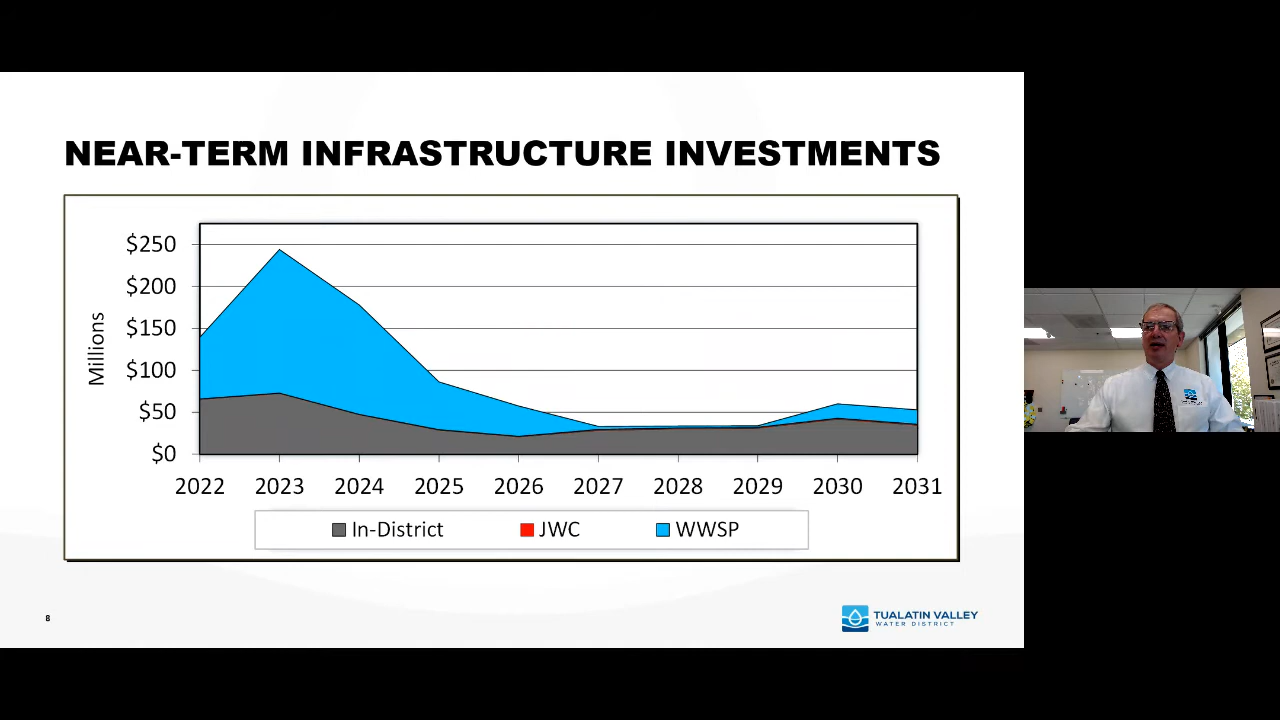 NEAR-TERM INFRASTRUCTURE INVESTMENTS
$250
$200
$150
$100
$50
$0
Millions
2022 2023 2024 2025 2026 2027 2028 2029 2030 2031
In-District JWC WWSP
8
TUALATIN VALLEY
WATER DISTRICT